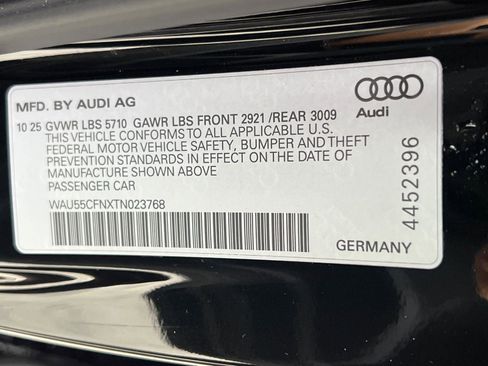 MFD. BY AUDI AG
Audi
10 25 GVWR LBS 5710 GAWR LBS FRONT 2921 /REAR 3009
THIS VEHICLE CONFORMS TO ALL APPLICABLE U.S.
FEDERAL MOTOR VEHICLE SAFETY, BUMPER AND THEFT
PREVENTION STANDARDS IN EFFECT ON THE DATE OF
MANUFACTURE SHOWN ABOVE
PASSENGER CAR
WAU55CFNXTN023768
4452396
GERMANY